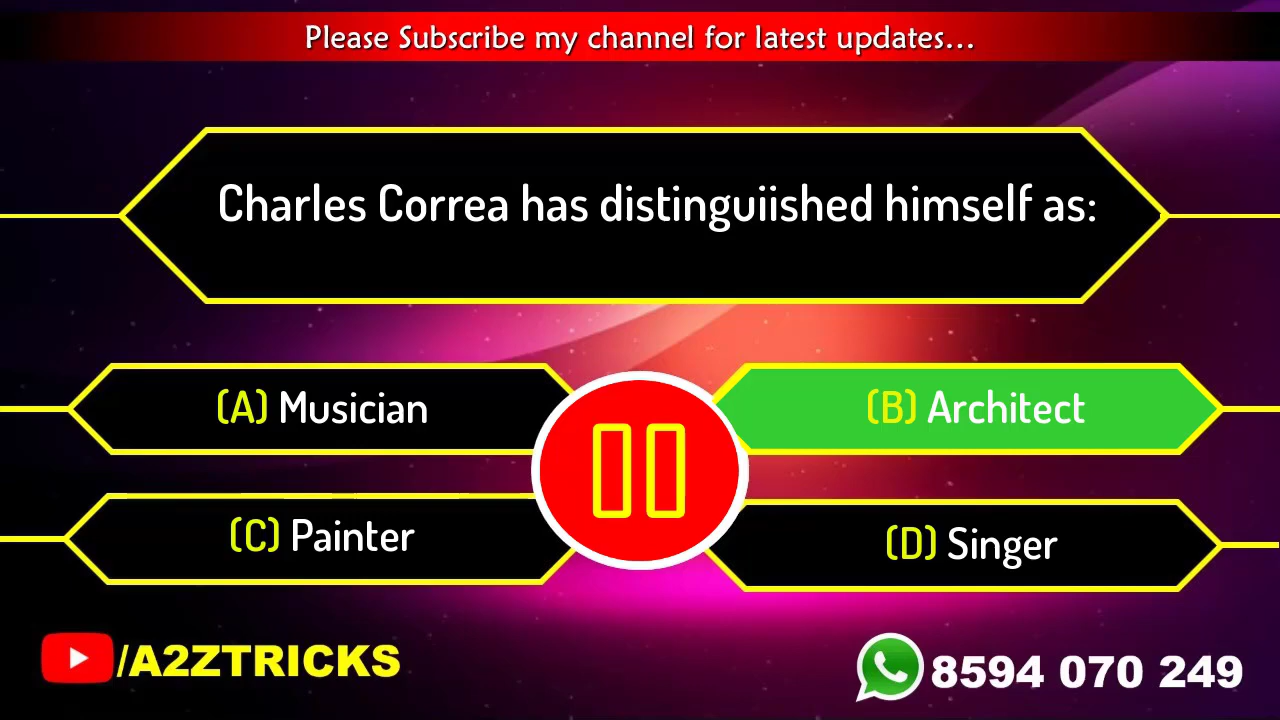 Please Subscribe my channel for latest updates...
Charles Correa has distinguiished himself as:
(A) Musician
(B) Architect
(C) Painter
(D) Singer
/A2ZTRICKS
8594 070 249